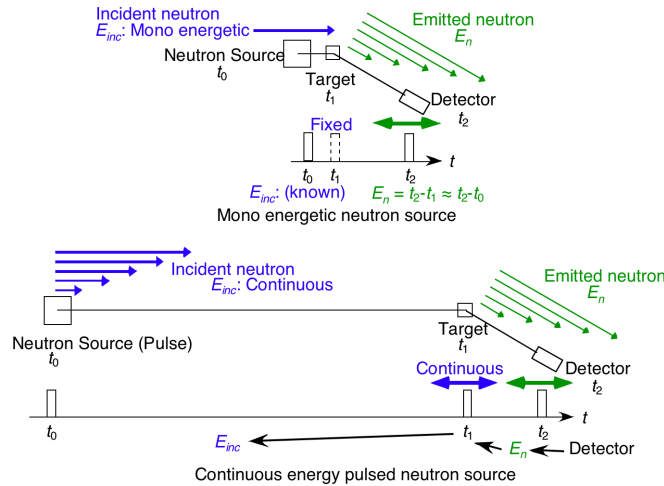 Incident neutron
E_inc: Mono energetic
Emitted neutron
E_n
Neutron Source
t_0
Target
t_1
Detector
t_2
Fixed
t_0 t_1 t_2 t
E_inc: (known) E_n = t_2-t_1 ≈ t_2-t_0
Mono energetic neutron source
Incident neutron
E_inc: Continuous
Emitted neutron
E_n
Neutron Source (Pulse)
t_0
Target
t_1
Detector
t_2
Continuous
t_0 t_1 t_2 t
E_inc E_n Detector
Continuous energy pulsed neutron source